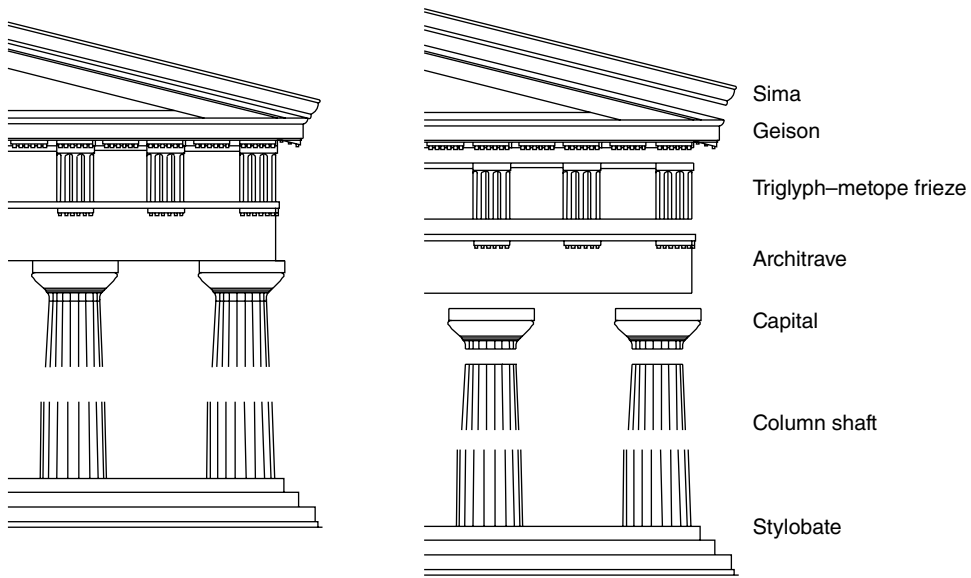 Sima
Geison
Triglyph–metope frieze
Architrave
Capital
Column shaft
Stylobate